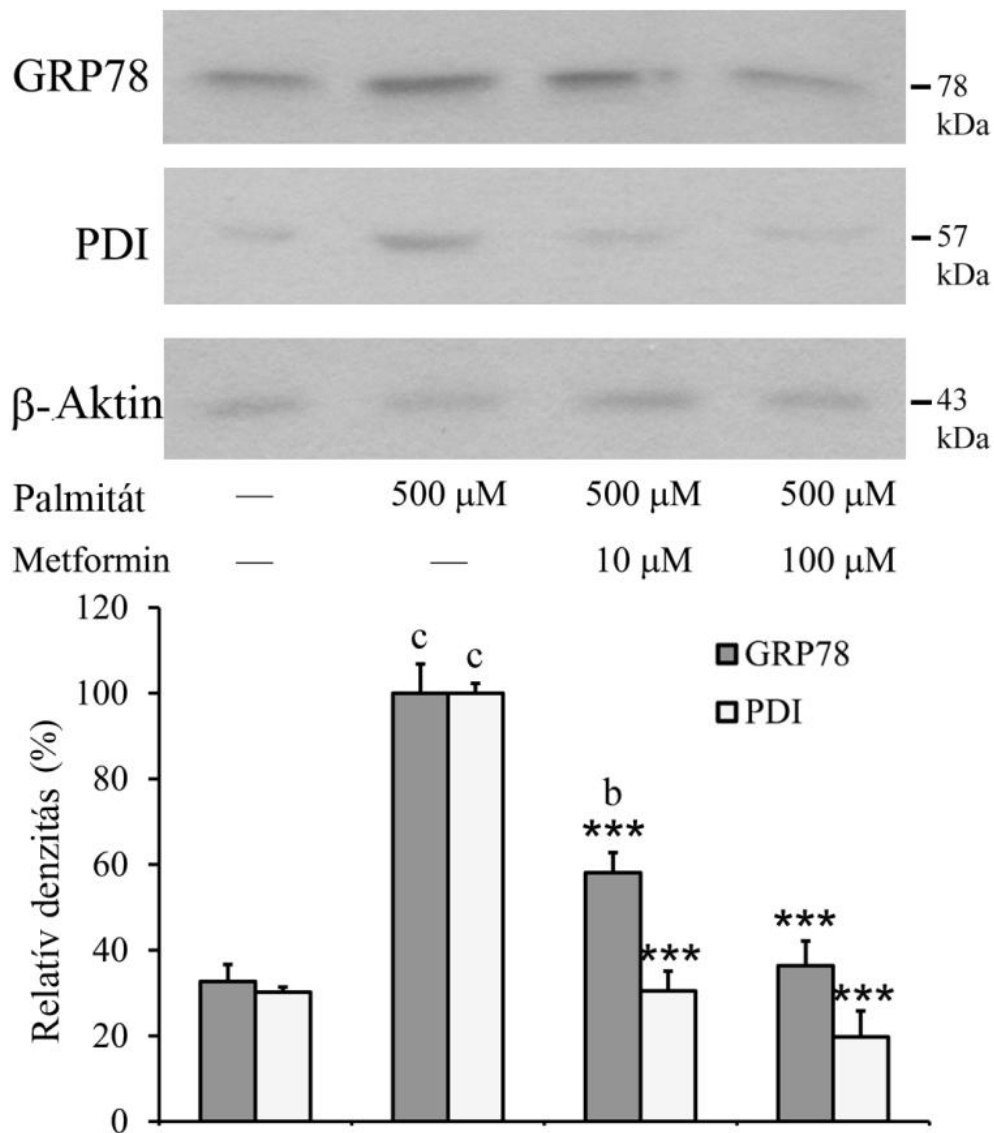 GRP78
78
kDa
PDI
57
kDa
β-Aktin
43
kDa
Palmitát — 500 μM 500 μM 500 μM
Metformin — — 10 μM 100 μM
Relatív denzitás (%)
120
100
80
60
40
20
0
c c
b
***
***
***
***
GRP78
PDI